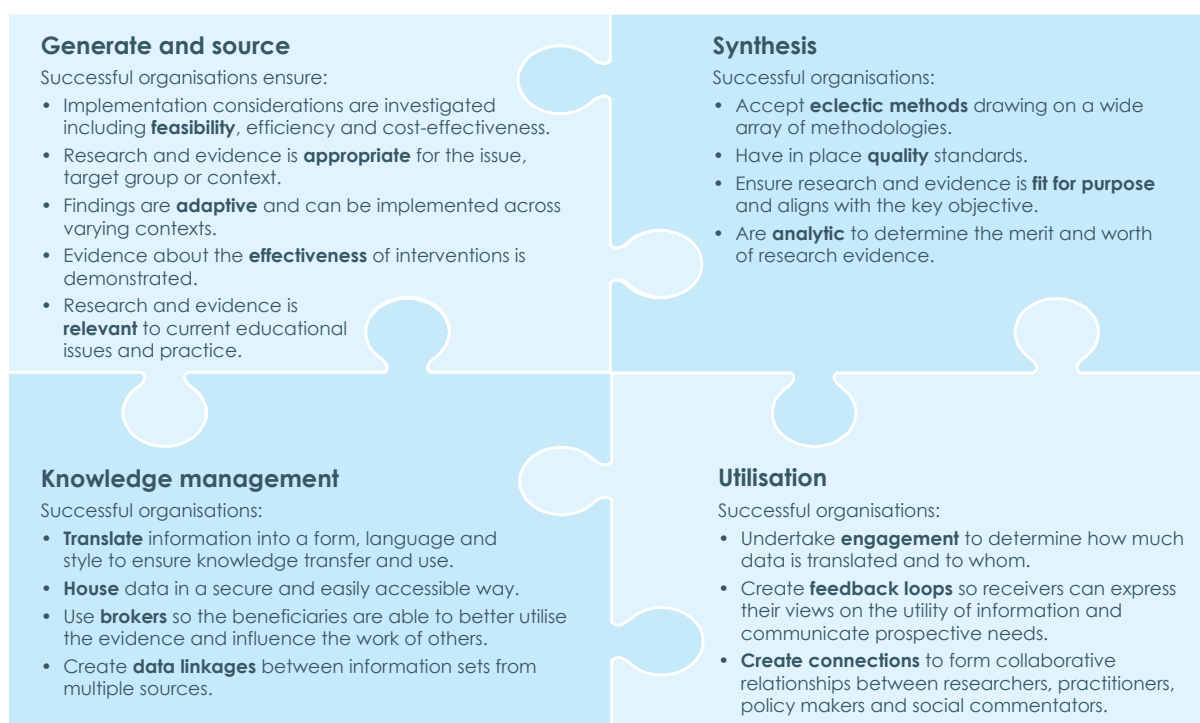 Generate and source
Successful organisations ensure:
• Implementation considerations are investigated
including feasibility, efficiency and cost-effectiveness.
• Research and evidence is appropriate for the issue,
target group or context.
• Findings are adaptive and can be implemented across
varying contexts.
• Evidence about the effectiveness of interventions is
demonstrated.
• Research and evidence is
relevant to current educational
issues and practice.
Synthesis
Successful organisations:
• Accept eclectic methods drawing on a wide
array of methodologies.
• Have in place quality standards.
• Ensure research and evidence is fit for purpose
and aligns with the key objective.
• Are analytic to determine the merit and worth
of research evidence.
Knowledge management
Successful organisations:
• Translate information into a form, language and
style to ensure knowledge transfer and use.
• House data in a secure and easily accessible way.
• Use brokers so the beneficiaries are able to better utilise
the evidence and influence the work of others.
• Create data linkages between information sets from
multiple sources.
Utilisation
Successful organisations:
• Undertake engagement to determine how much
data is translated and to whom.
• Create feedback loops so receivers can express
their views on the utility of information and
communicate prospective needs.
• Create connections to form collaborative
relationships between researchers, practitioners,
policy makers and social commentators.